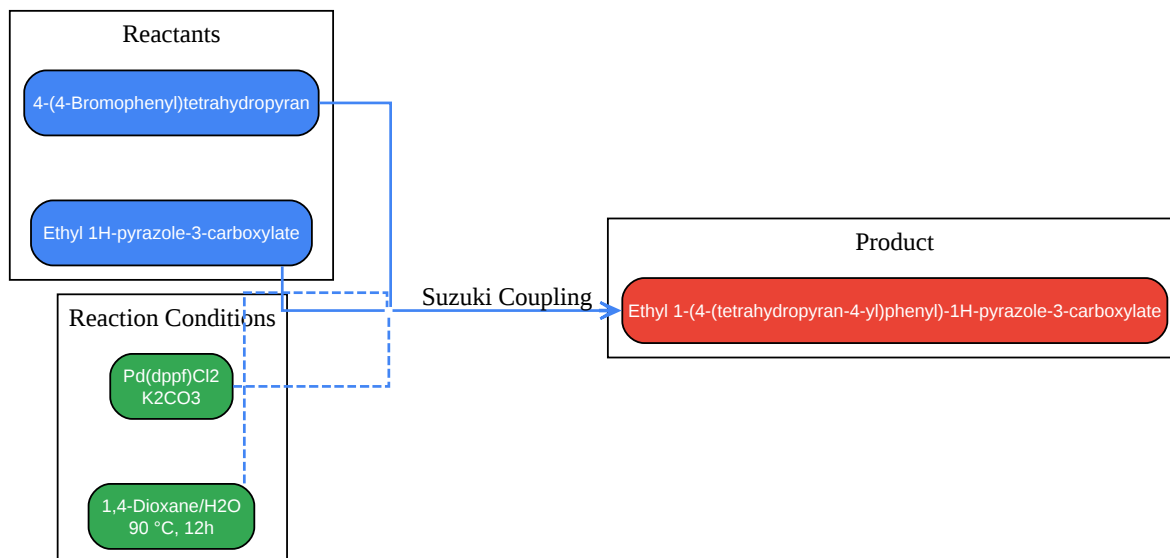 Reactants
4-(4-Bromophenyl)tetrahydropyran
Ethyl 1H-pyrazole-3-carboxylate
Reaction Conditions
Pd(dppf)Cl2
K2CO3
1,4-Dioxane/H2O
90 °C, 12h
Suzuki Coupling
Product
Ethyl 1-(4-(tetrahydropyran-4-yl)phenyl)-1H-pyrazole-3-carboxylate